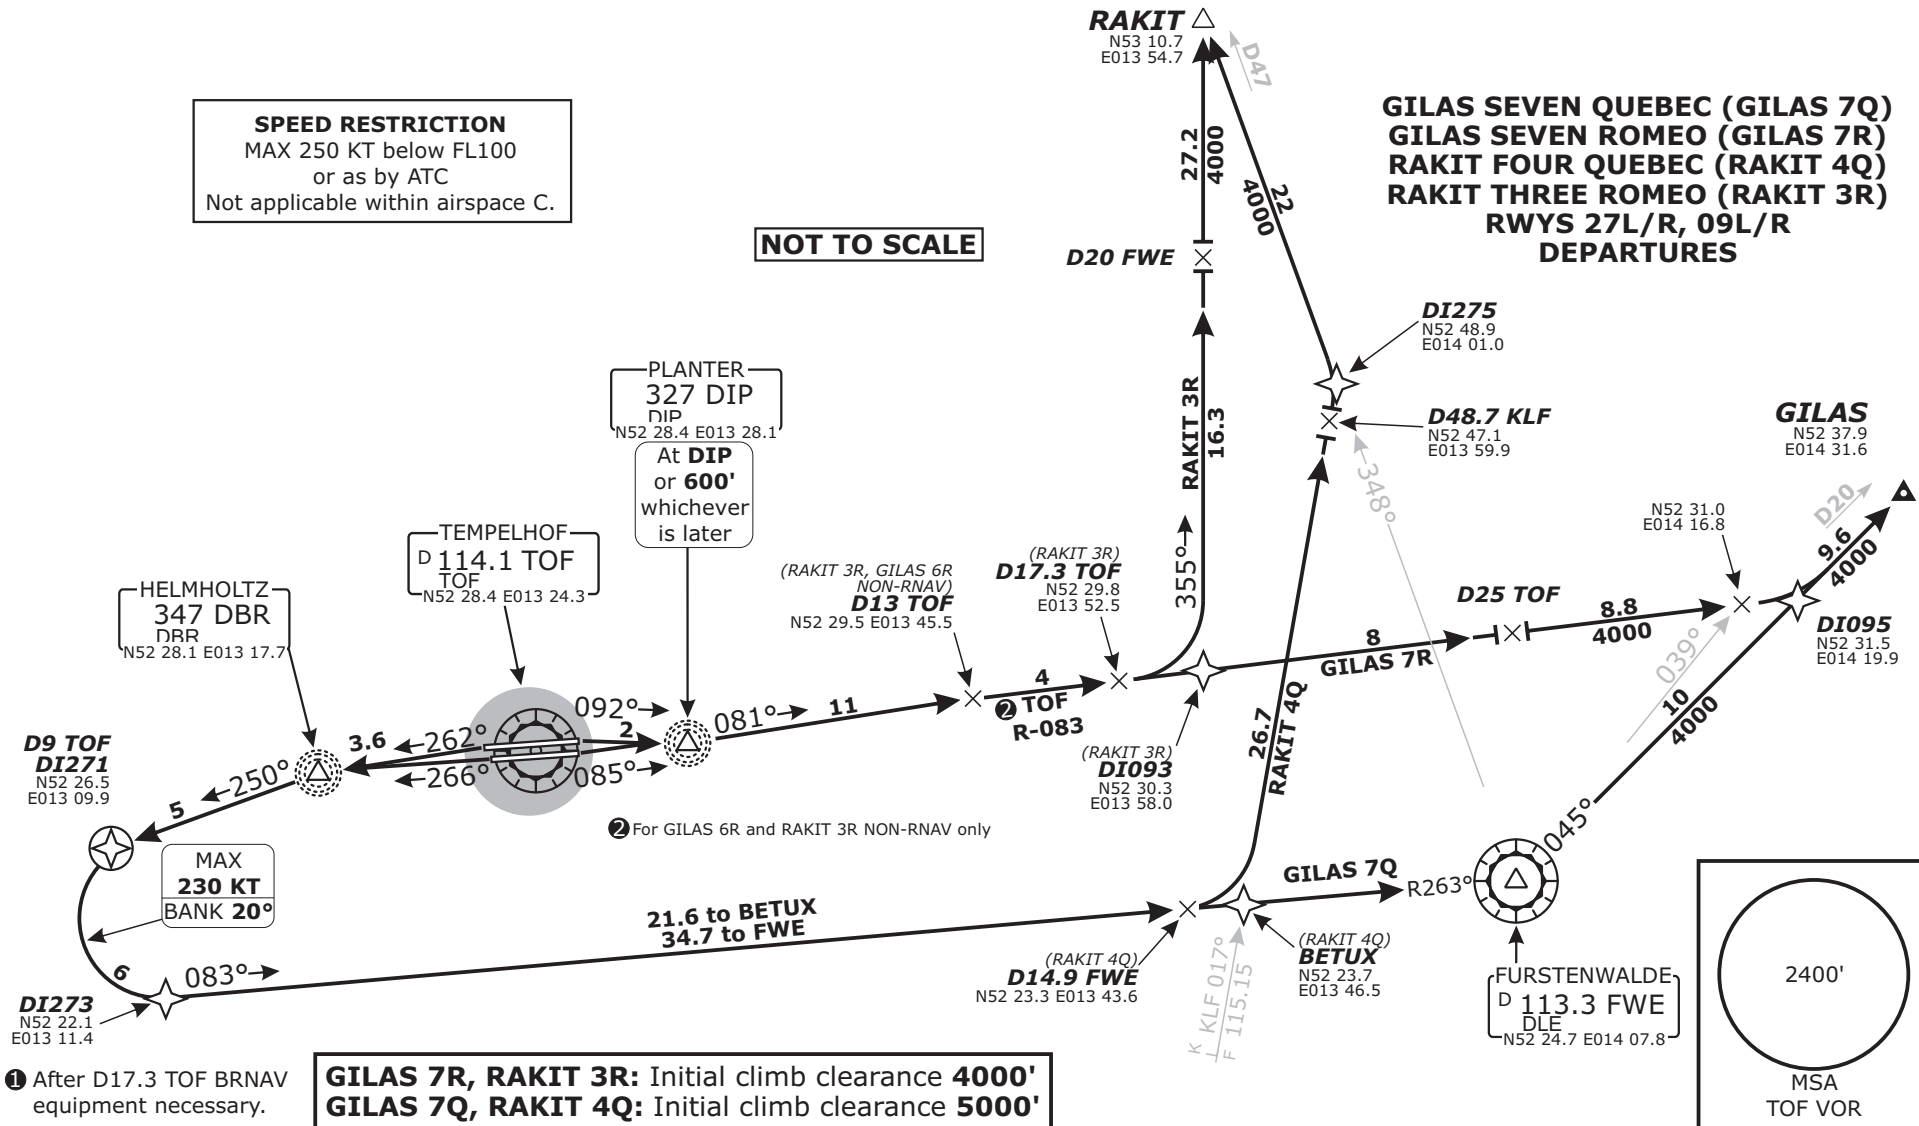 RAKIT
N53 10.7
E013 54.7
D47
SPEED RESTRICTION
MAX 250 KT below FL100
or as by ATC
Not applicable within airspace C.
GILAS SEVEN QUEBEC (GILAS 7Q)
GILAS SEVEN ROMEO (GILAS 7R)
RAKIT FOUR QUEBEC (RAKIT 4Q)
RAKIT THREE ROMEO (RAKIT 3R)
RWYS 27L/R, 09L/R
DEPARTURES
27.2
4000
22
4000
NOT TO SCALE
D20 FWE
DI275
N52 48.9
E014 01.0
PLANTER
327 DIP
DIP
N52 28.4 E013 28.1
At DIP
or 600'
whichever
is later
RAKIT 3R
16.3
355°
D48.7 KLF
N52 47.1
E013 59.9
348°
GILAS
N52 37.9
E014 31.6
D20
N52 31.0
E014 16.8
9.6
4000
TEMPELHOF
D 114.1 TOF
TOF
N52 28.4 E013 24.3
HELMHOLTZ
347 DBR
DBR
N52 28.1 E013 17.7
(RAKIT 3R, GILAS 6R
NON-RNAV)
D13 TOF
N52 29.5 E013 45.5
(RAKIT 3R)
D17.3 TOF
N52 29.8
E013 52.5
D25 TOF
8.8
4000
DI095
N52 31.5
E014 19.9
8
GILAS 7R
039°
10
4000
092°
2
085°
081°
11
4
2 TOF
R-083
3.6
262°
266°
D9 TOF
DI271
N52 26.5
E013 09.9
250°
5
(RAKIT 3R)
DI093
N52 30.3
E013 58.0
26.7
RAKIT 4Q
2 For GILAS 6R and RAKIT 3R NON-RNAV only
045°
MAX
230 KT
BANK 20°
GILAS 7Q
R263°
21.6 to BETUX
34.7 to FWE
6
083°
(RAKIT 4Q)
D14.9 FWE
N52 23.3 E013 43.6
(RAKIT 4Q)
BETUX
N52 23.7
E013 46.5
K
L
F
KLF 017°
115.15
FURSTENWALDE
D 113.3 FWE
DLE
N52 24.7 E014 07.8
2400'
MSA
TOF VOR
DI273
N52 22.1
E013 11.4
1 After D17.3 TOF BRNAV
equipment necessary.
GILAS 7R, RAKIT 3R: Initial climb clearance 4000'
GILAS 7Q, RAKIT 4Q: Initial climb clearance 5000'